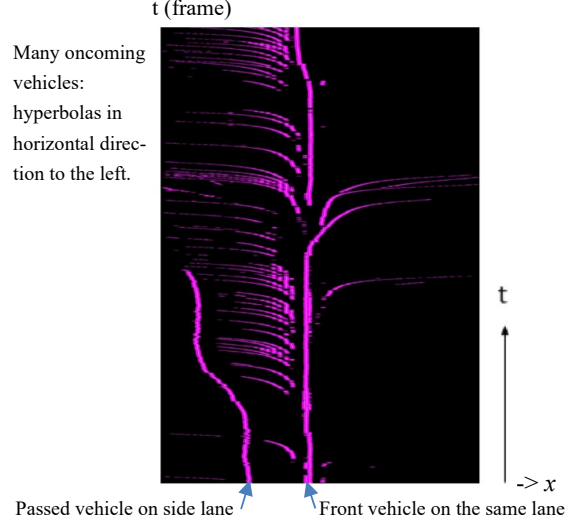 t (frame)
Many oncoming
vehicles:
hyperbolas in
horizontal direc-
tion to the left.
t
-> x
Passed vehicle on side lane
Front vehicle on the same lane